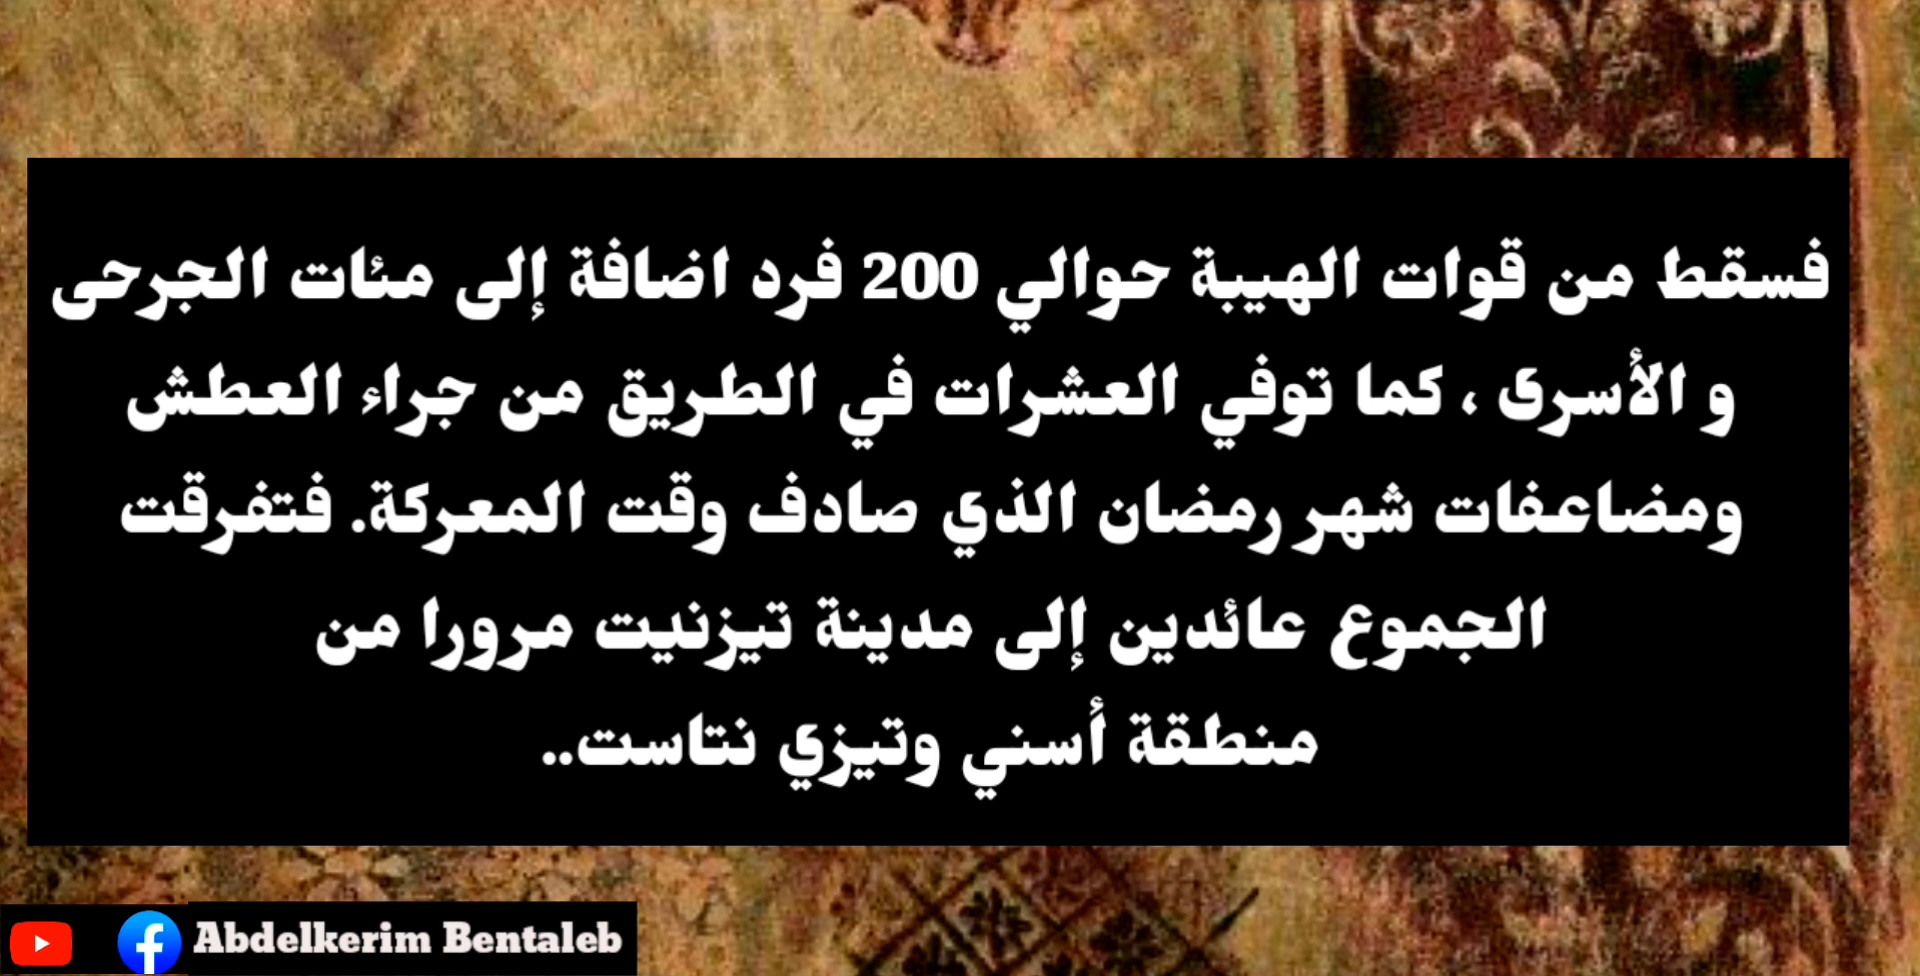 فسقط من قوات الهيبة حوالي 200 فرد اضافة إلى مئات الجرحى
و الأسرى ، كما توفي العشرات في الطريق من جراء العطش
ومضاعفات شهر رمضان الذي صادف وقت المعركة. فتفرقت
الجموع عائدين إلى مدينة تيزنيت مرورا من
منطقة أسني وتيزي نتاست..
Abdelkerim Bentaleb